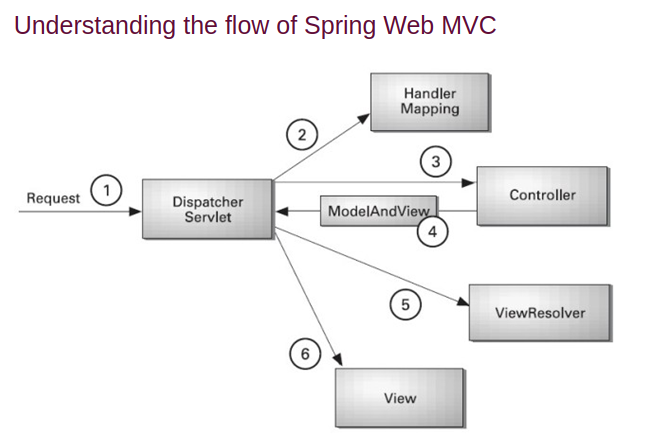 Understanding the flow of Spring Web MVC
Handler
Mapping
2
3
1
Request
Dispatcher
Servlet
Controller
ModelAndView
4
5
ViewResolver
6
View